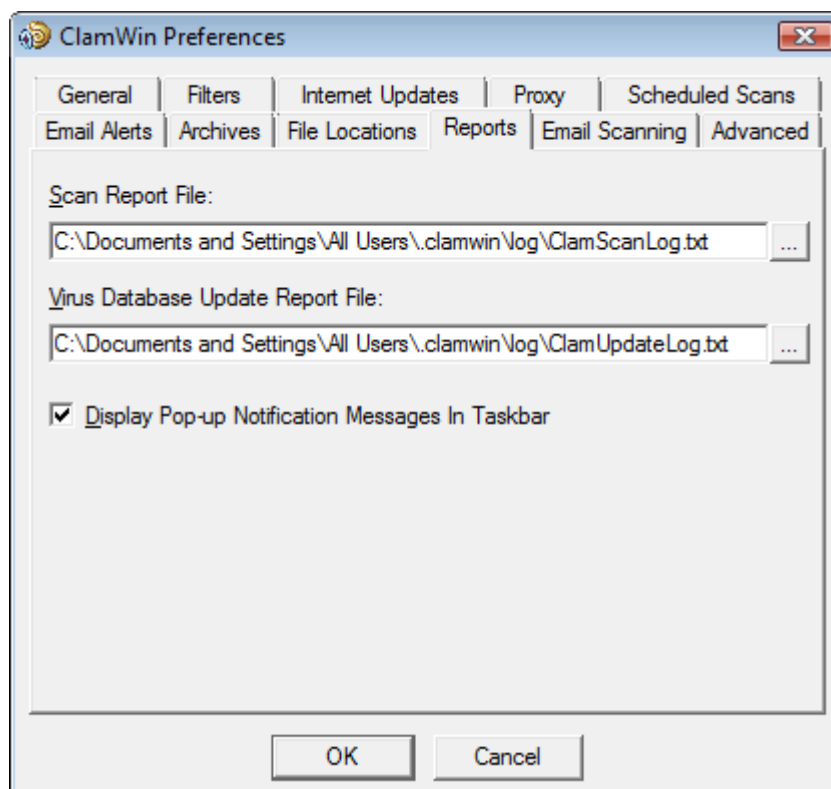 ClamWin Preferences
General Filters Internet Updates Proxy Scheduled Scans
Email Alerts Archives File Locations Reports Email Scanning Advanced
Scan Report File:
C:\Documents and Settings\All Users\.clamwin\log\ClamScanLog.txt ...
Virus Database Update Report File:
C:\Documents and Settings\All Users\.clamwin\log\ClamUpdateLog.txt ...
Display Pop-up Notification Messages In Taskbar
OK Cancel